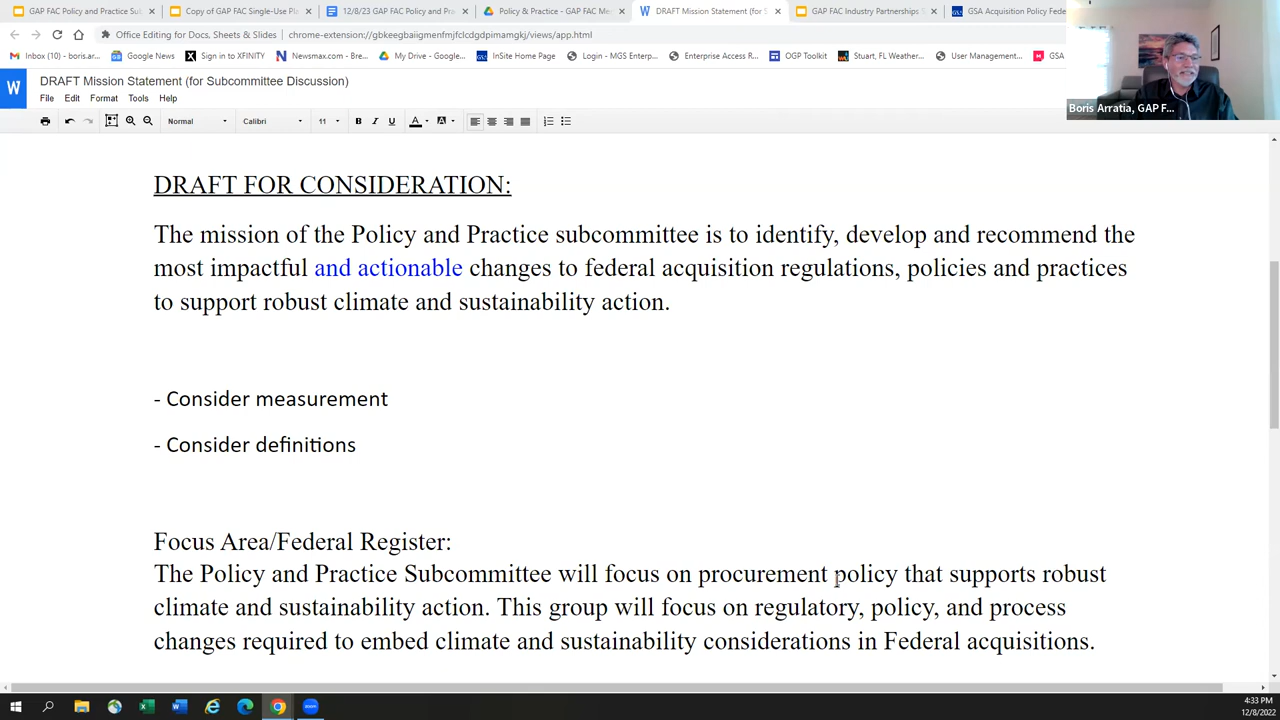 GAP FAC Policy and Practice Sub
Copy of GAP FAC Single-Use Pla
12/8/23 GAP FAC Policy and Pra
Policy & Practice - GAP FAC Me
DRAFT Mission Statement (for S
GAP FAC Industry Partnerships S
GSA Acquisition Policy Feder
Office Editing for Docs, Sheets & Slides | chrome-extension://gbkeegbaiigmenfmjfclcdgdpimamgkj/views/app.html
Inbox (10) - boris.ar...
Google News
Sign in to XFINITY
Newsmax.com - Bre...
My Drive - Google...
InSite Home Page
Login - MGS Enterp...
Enterprise Access R...
OGP Toolkit
Stuart, FL Weather...
User Management...
GSA
DRAFT Mission Statement (for Subcommittee Discussion)
File Edit Format Tools Help
Normal Calibri 11 B I U A A
Boris Arratia, GAP F...
DRAFT FOR CONSIDERATION:
The mission of the Policy and Practice subcommittee is to identify, develop and recommend the
most impactful and actionable changes to federal acquisition regulations, policies and practices
to support robust climate and sustainability action.
- Consider measurement
- Consider definitions
Focus Area/Federal Register:
The Policy and Practice Subcommittee will focus on procurement policy that supports robust
climate and sustainability action. This group will focus on regulatory, policy, and process
changes required to embed climate and sustainability considerations in Federal acquisitions.
4:33 PM
12/8/2022